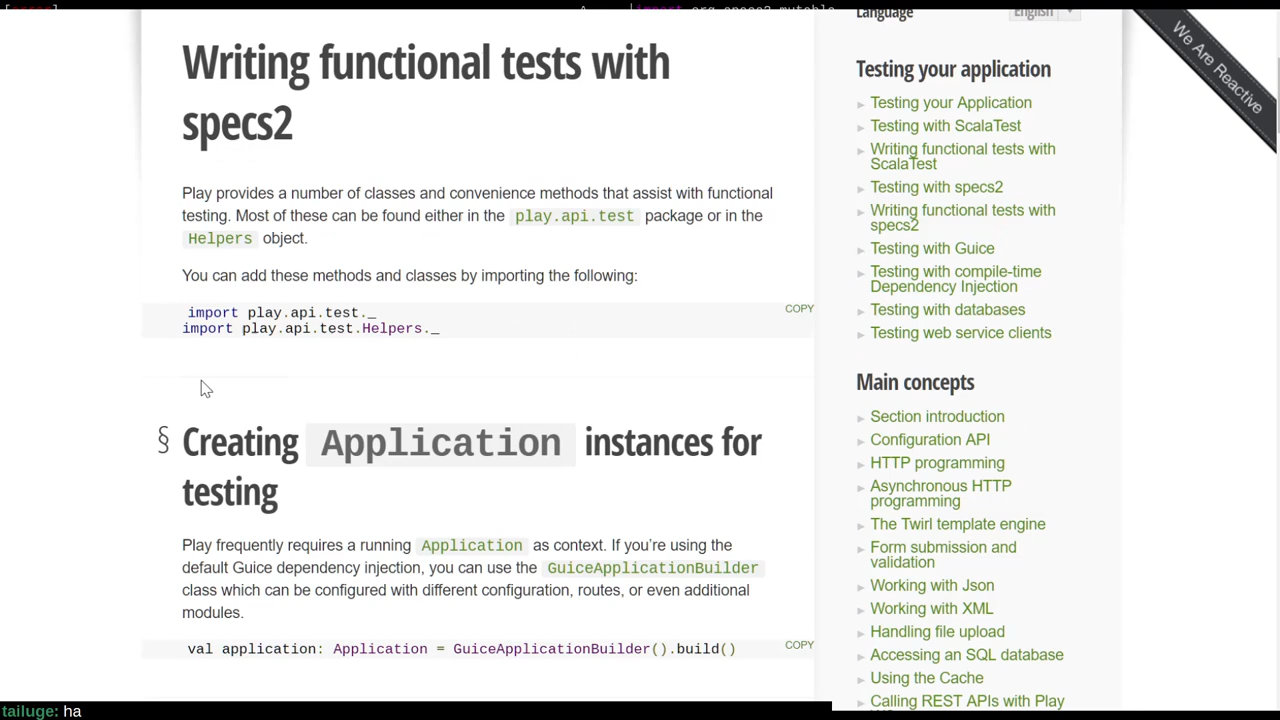 Writing functional tests with
specs2
Play provides a number of classes and convenience methods that assist with functional
testing. Most of these can be found either in the play.api.test package or in the
Helpers object.
You can add these methods and classes by importing the following:
import play.api.test._
import play.api.test.Helpers._
COPY
§ Creating Application instances for
testing
Play frequently requires a running Application as context. If you’re using the
default Guice dependency injection, you can use the GuiceApplicationBuilder
class which can be configured with different configuration, routes, or even additional
modules.
val application: Application = GuiceApplicationBuilder().build()
COPY
Language
English
Testing your application
Testing your Application
Testing with ScalaTest
Writing functional tests with
ScalaTest
Testing with specs2
Writing functional tests with
specs2
Testing with Guice
Testing with compile-time
Dependency Injection
Testing with databases
Testing web service clients
Main concepts
Section introduction
Configuration API
HTTP programming
Asynchronous HTTP
programming
The Twirl template engine
Form submission and
validation
Working with Json
Working with XML
Handling file upload
Accessing an SQL database
Using the Cache
Calling REST APIs with Play
We Are Reactive
tailuge: ha